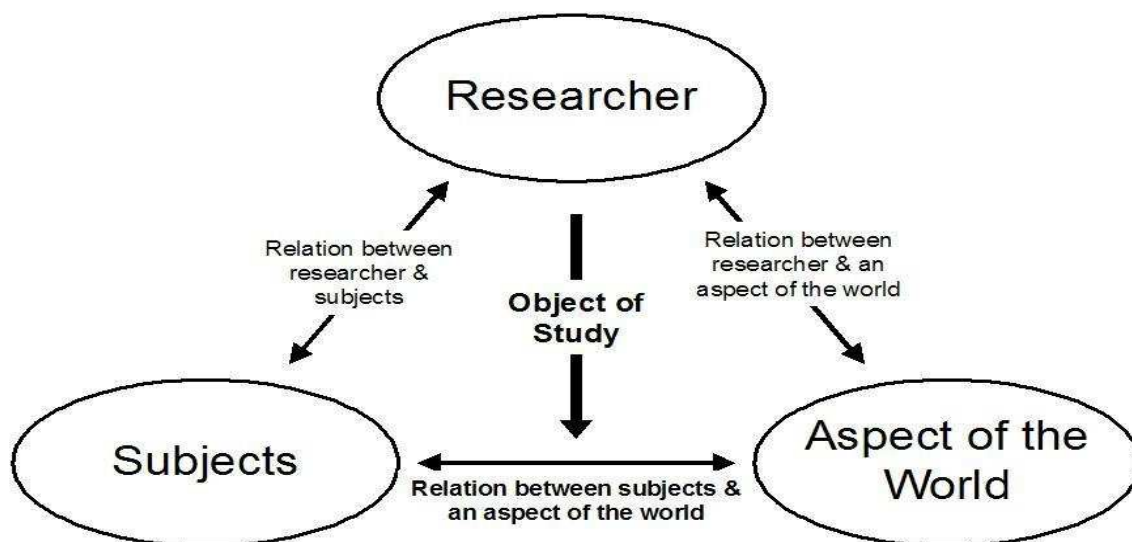 Researcher
Relation between
researcher &
subjects
Relation between
researcher & an
aspect of the world
Object of
Study
Subjects
Aspect of the
World
Relation between subjects &
an aspect of the world